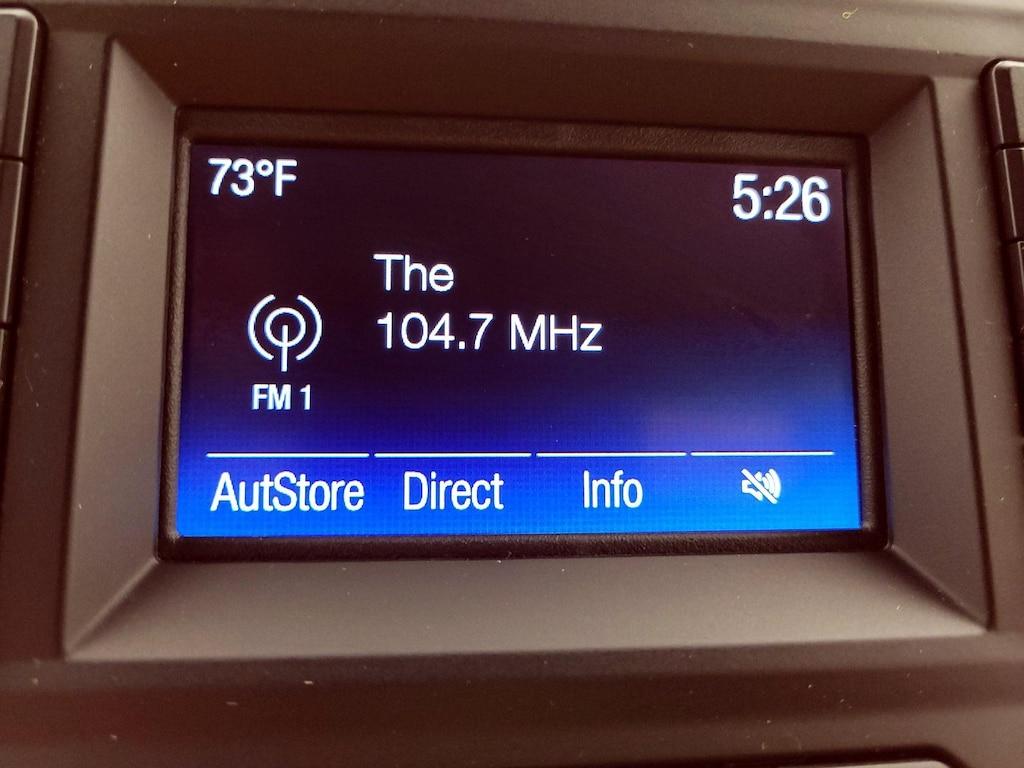 73°F 5:26
The
104.7 MHz
FM 1
AutStore Direct Info